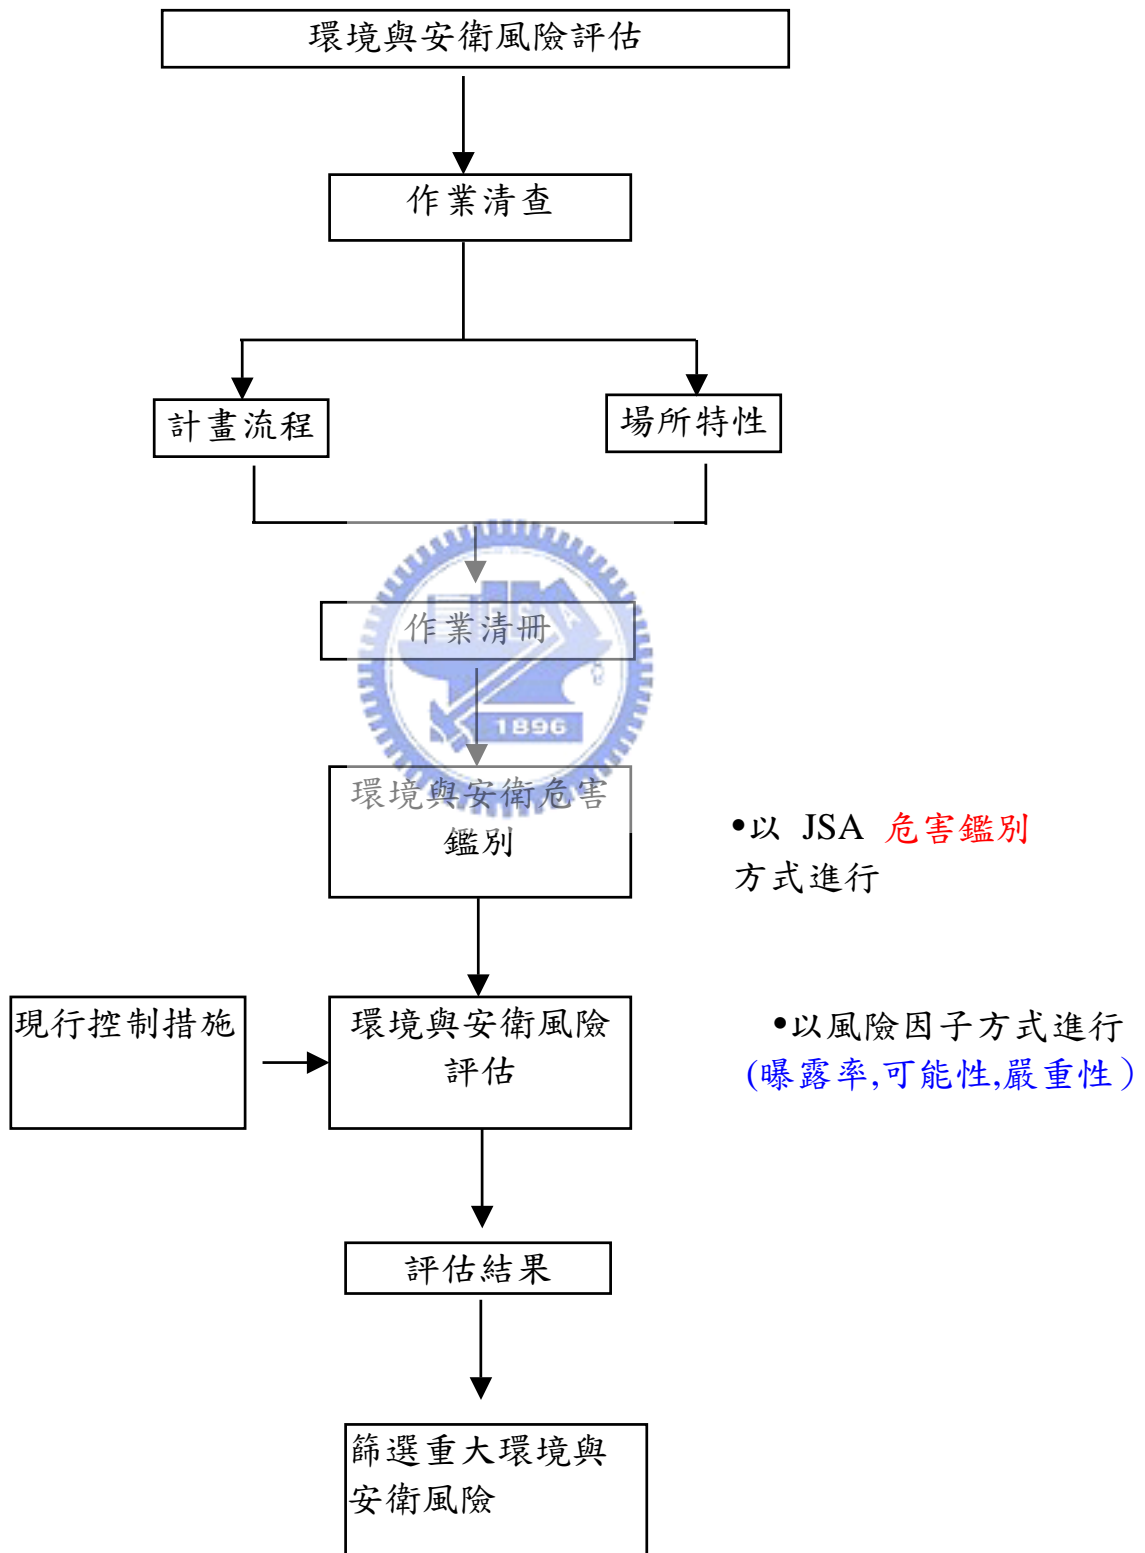 環境與安衛風險評估
作業清查
計畫流程
場所特性
作業清冊
1896
環境與安衛危害
鑑別
•以 JSA 危害鑑別
方式進行
現行控制措施
環境與安衛風險
評估
•以風險因子方式進行
(曝露率,可能性,嚴重性）
評估結果
篩選重大環境與
安衛風險